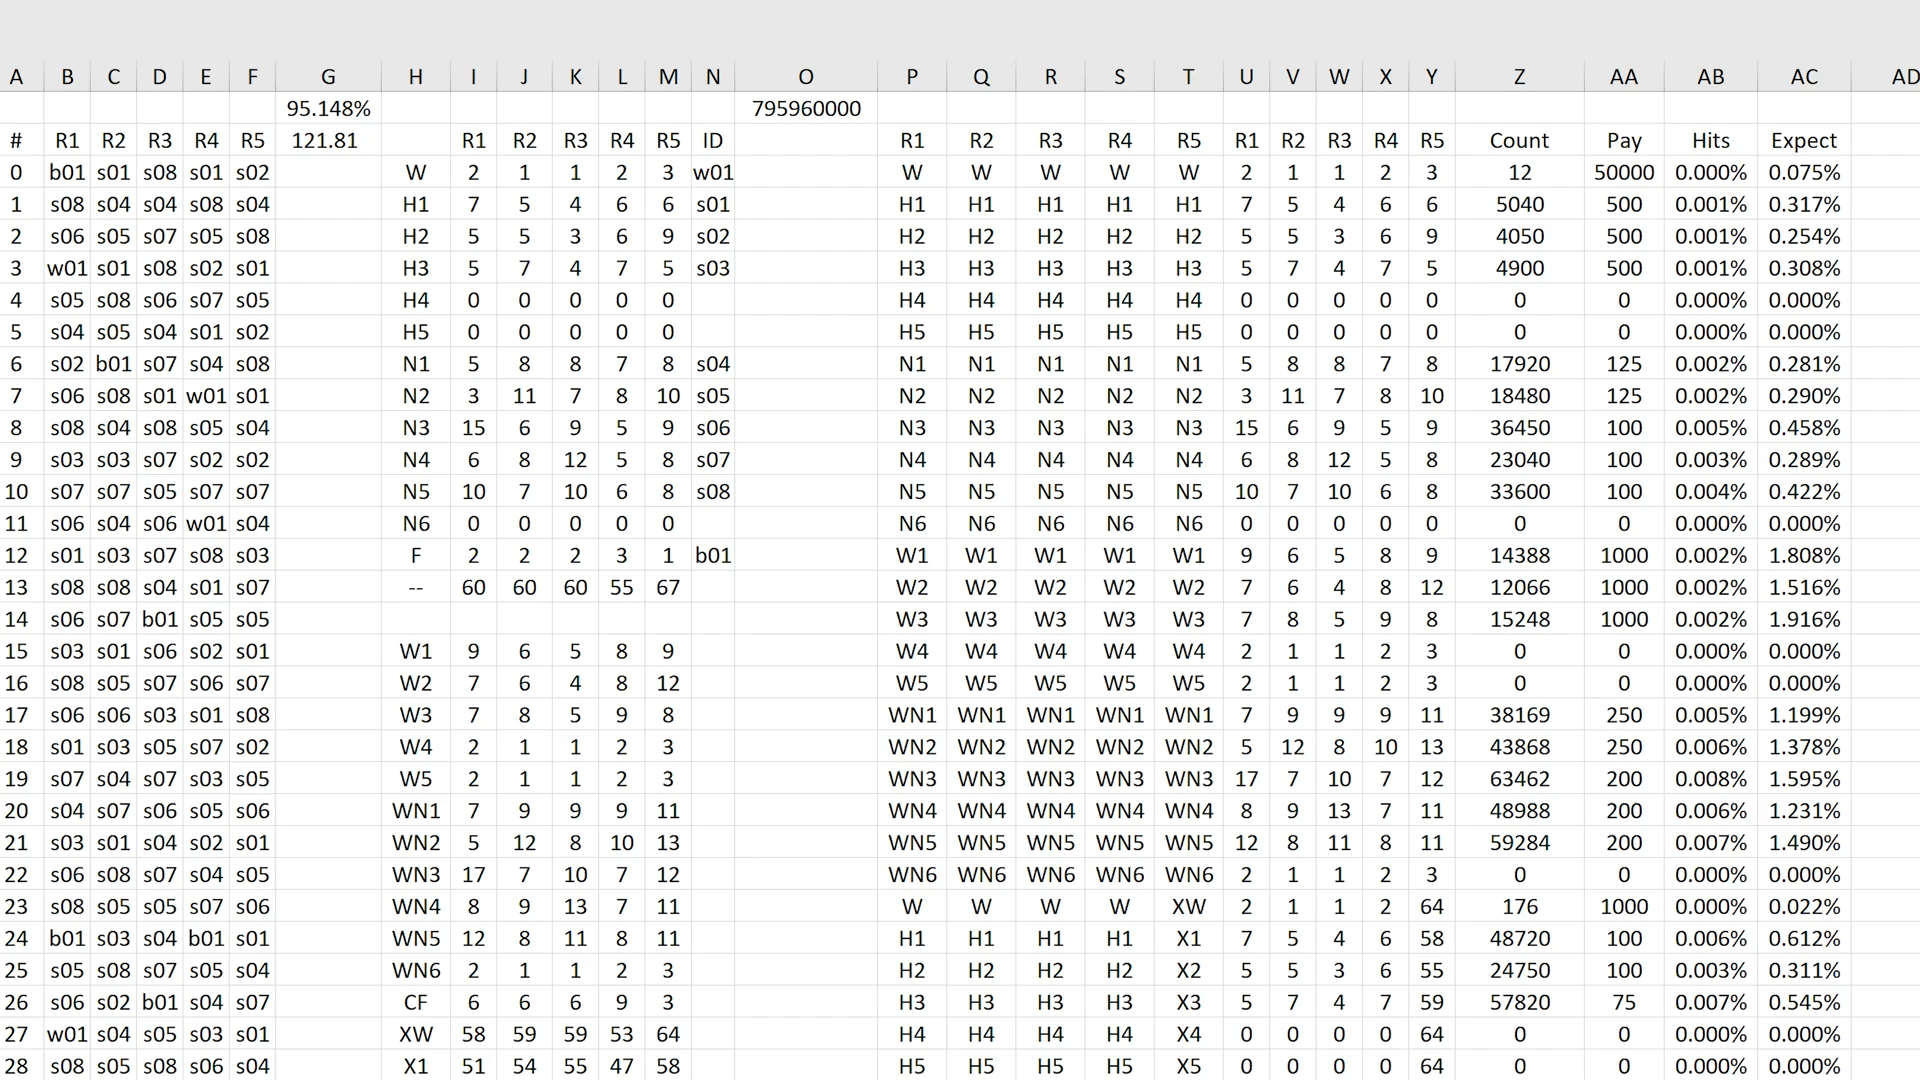 A B C D E F G H I J K L M N O P Q R S T U V W X Y Z AA AB AC AD
95.148% 795960000
# R1 R2 R3 R4 R5 121.81 R1 R2 R3 R4 R5 ID R1 R2 R3 R4 R5 R1 R2 R3 R4 R5 Count Pay Hits Expect
0 b01 s01 s08 s01 s02 W 2 1 1 2 3 w01 W W W W W 2 1 1 2 3 12 50000 0.000% 0.075%
1 s08 s04 s04 s08 s04 H1 7 5 4 6 6 s01 H1 H1 H1 H1 H1 7 5 4 6 6 5040 500 0.001% 0.317%
2 s06 s05 s07 s05 s08 H2 5 5 3 6 9 s02 H2 H2 H2 H2 H2 5 5 3 6 9 4050 500 0.001% 0.254%
3 w01 s01 s08 s02 s01 H3 5 7 4 7 5 s03 H3 H3 H3 H3 H3 5 7 4 7 5 4900 500 0.001% 0.308%
4 s05 s08 s06 s07 s05 H4 0 0 0 0 0 H4 H4 H4 H4 H4 0 0 0 0 0 0 0 0.000% 0.000%
5 s04 s05 s04 s01 s02 H5 0 0 0 0 0 H5 H5 H5 H5 H5 0 0 0 0 0 0 0 0.000% 0.000%
6 s02 b01 s07 s04 s08 N1 5 8 8 7 8 s04 N1 N1 N1 N1 N1 5 8 8 7 8 17920 125 0.002% 0.281%
7 s06 s08 s01 w01 s01 N2 3 11 7 8 10 s05 N2 N2 N2 N2 N2 3 11 7 8 10 18480 125 0.002% 0.290%
8 s08 s04 s08 s05 s04 N3 15 6 9 5 9 s06 N3 N3 N3 N3 N3 15 6 9 5 9 36450 100 0.005% 0.458%
9 s03 s03 s07 s02 s02 N4 6 8 12 5 8 s07 N4 N4 N4 N4 N4 6 8 12 5 8 23040 100 0.003% 0.289%
10 s07 s07 s05 s07 s07 N5 10 7 10 6 8 s08 N5 N5 N5 N5 N5 10 7 10 6 8 33600 100 0.004% 0.422%
11 s06 s04 s06 w01 s04 N6 0 0 0 0 0 N6 N6 N6 N6 N6 0 0 0 0 0 0 0 0.000% 0.000%
12 s01 s03 s07 s08 s03 F 2 2 2 3 1 b01 W1 W1 W1 W1 W1 9 6 5 8 9 14388 1000 0.002% 1.808%
13 s08 s08 s04 s01 s07 -- 60 60 60 55 67 W2 W2 W2 W2 W2 7 6 4 8 12 12066 1000 0.002% 1.516%
14 s06 s07 b01 s05 s05 W3 W3 W3 W3 W3 7 8 5 9 8 15248 1000 0.002% 1.916%
15 s03 s01 s06 s02 s01 W1 9 6 5 8 9 W4 W4 W4 W4 W4 2 1 1 2 3 0 0 0.000% 0.000%
16 s08 s05 s07 s06 s07 W2 7 6 4 8 12 W5 W5 W5 W5 W5 2 1 1 2 3 0 0 0.000% 0.000%
17 s06 s06 s03 s01 s08 W3 7 8 5 9 8 WN1 WN1 WN1 WN1 WN1 7 9 9 9 11 38169 250 0.005% 1.199%
18 s01 s03 s05 s07 s02 W4 2 1 1 2 3 WN2 WN2 WN2 WN2 WN2 5 12 8 10 13 43868 250 0.006% 1.378%
19 s07 s04 s07 s03 s05 W5 2 1 1 2 3 WN3 WN3 WN3 WN3 WN3 17 7 10 7 12 63462 200 0.008% 1.595%
20 s04 s07 s06 s05 s06 WN1 7 9 9 9 11 WN4 WN4 WN4 WN4 WN4 8 9 13 7 11 48988 200 0.006% 1.231%
21 s03 s01 s04 s02 s01 WN2 5 12 8 10 13 WN5 WN5 WN5 WN5 WN5 12 8 11 8 11 59284 200 0.007% 1.490%
22 s06 s08 s07 s04 s05 WN3 17 7 10 7 12 WN6 WN6 WN6 WN6 WN6 2 1 1 2 3 0 0 0.000% 0.000%
23 s08 s05 s05 s07 s06 WN4 8 9 13 7 11 W W W W XW 2 1 1 2 64 176 1000 0.000% 0.022%
24 b01 s03 s04 b01 s01 WN5 12 8 11 8 11 H1 H1 H1 H1 X1 7 5 4 6 58 48720 100 0.006% 0.612%
25 s05 s08 s07 s05 s04 WN6 2 1 1 2 3 H2 H2 H2 H2 X2 5 5 3 6 55 24750 100 0.003% 0.311%
26 s06 s02 b01 s04 s07 CF 6 6 6 9 3 H3 H3 H3 H3 X3 5 7 4 7 59 57820 75 0.007% 0.545%
27 w01 s04 s05 s03 s01 XW 58 59 59 53 64 H4 H4 H4 H4 X4 0 0 0 0 64 0 0 0.000% 0.000%
28 s08 s05 s08 s06 s04 X1 51 54 55 47 58 H5 H5 H5 H5 X5 0 0 0 0 64 0 0 0.000% 0.000%